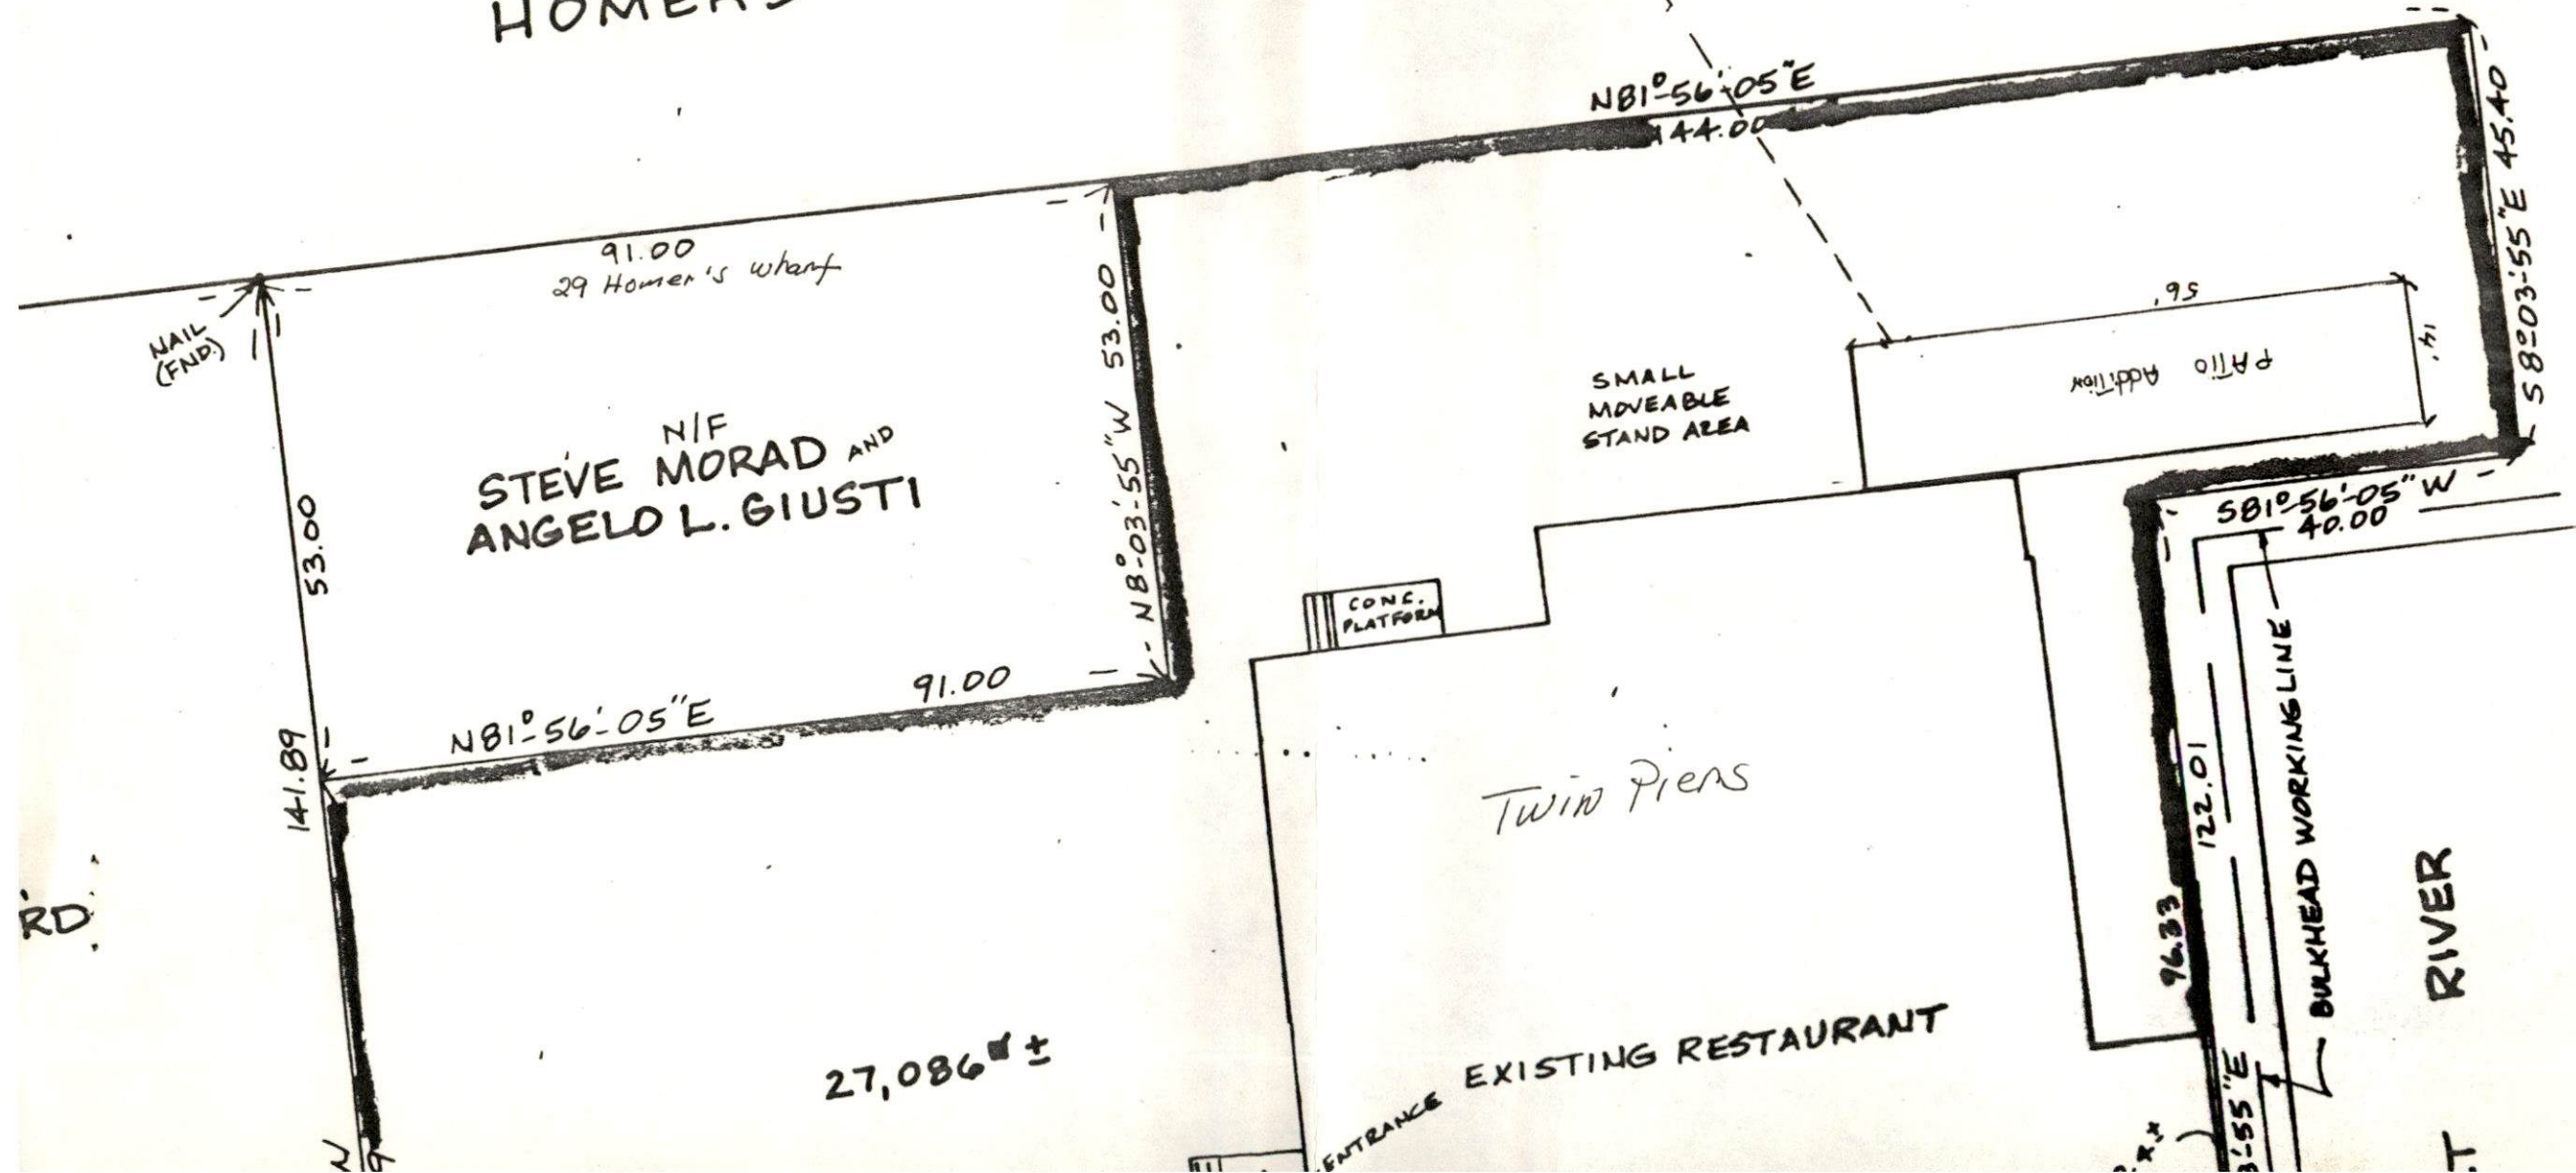 HOMER'S
N81°-56'-05"E
144.00
S8°-03'-55"E 45.40
91.00
29 Homer's wharf
NAIL
(FND.)
53.00
N8°-03'-55"W 53.00
N/F
STEVE MORAD AND
ANGELO L. GIUSTI
56'
14'
PATIO Addition
SMALL
MOVEABLE
STAND AREA
S81°-56'-05"W
40.00
CONC.
PLATFORM
91.00
N81°-56'-05"E
141.89
Twin Piers
122.01
96.33
BULKHEAD WORKING LINE
RIVER
RD.
27,086 ±
EXISTING RESTAURANT
ENTRANCE
3'-55"E